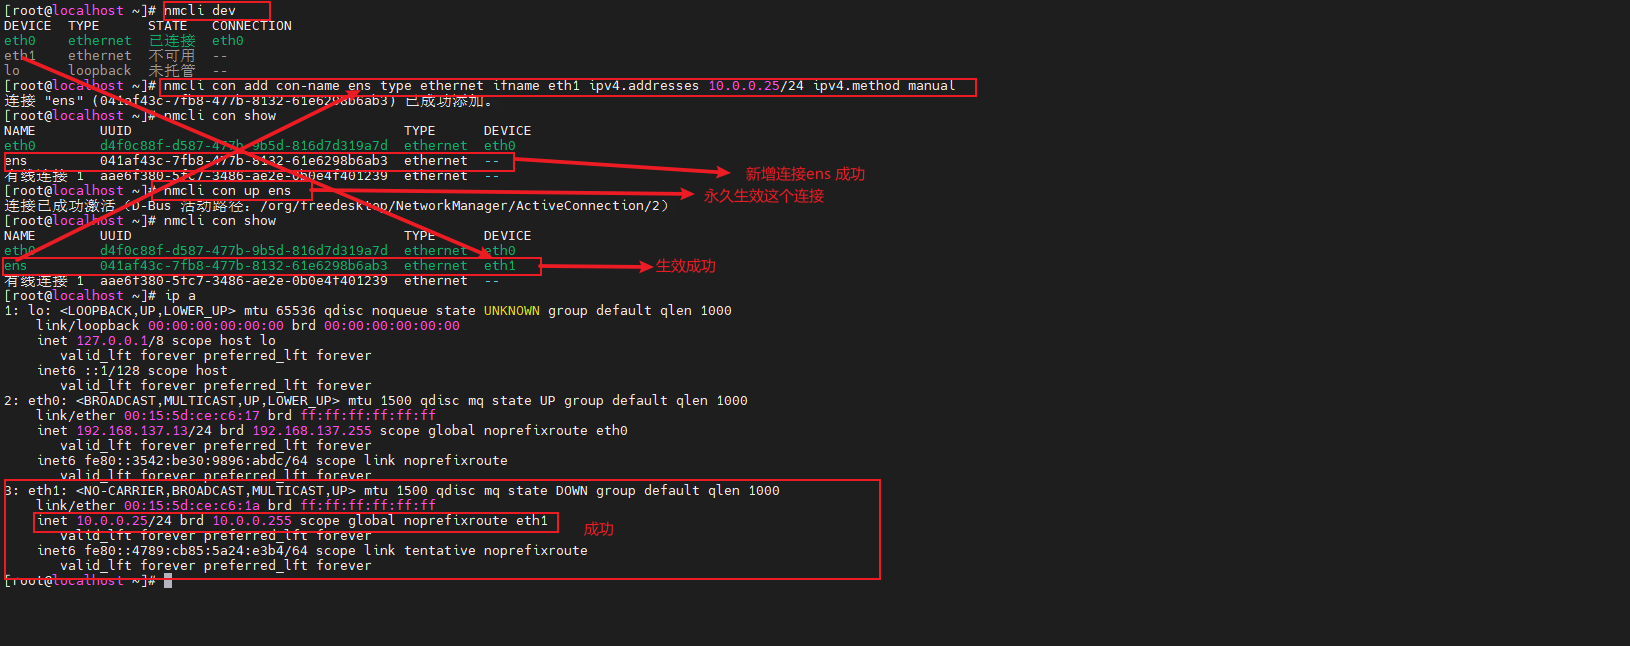 [root@localhost ~]# nmcli dev
DEVICE  TYPE      STATE   CONNECTION
eth0    ethernet  已连接  eth0
eth1    ethernet  不可用  --
lo      loopback  未托管  --
[root@localhost ~]# nmcli con add con-name ens type ethernet ifname eth1 ipv4.addresses 10.0.0.25/24 ipv4.method manual
连接 "ens" (041af43c-7fb8-477b-8132-61e6298b6ab3) 已成功添加。
[root@localhost ~]# nmcli con show
NAME        UUID                                  TYPE      DEVICE
eth0        d4f0c88f-d587-477b-9b5d-816d7d319a7d  ethernet  eth0
ens         041af43c-7fb8-477b-8132-61e6298b6ab3  ethernet  --
新增连接ens 成功
有线连接 1  aae6f380-5fc7-3486-ae2e-0b0e4f401239  ethernet  --
[root@localhost ~]# nmcli con up ens
永久生效这个连接
连接已成功激活（D-Bus 活动路径：/org/freedesktop/NetworkManager/ActiveConnection/2）
[root@localhost ~]# nmcli con show
NAME        UUID                                  TYPE      DEVICE
eth0        d4f0c88f-d587-477b-9b5d-816d7d319a7d  ethernet  eth0
ens         041af43c-7fb8-477b-8132-61e6298b6ab3  ethernet  eth1
生效成功
有线连接 1  aae6f380-5fc7-3486-ae2e-0b0e4f401239  ethernet  --
[root@localhost ~]# ip a
1: lo: <LOOPBACK,UP,LOWER_UP> mtu 65536 qdisc noqueue state UNKNOWN group default qlen 1000
    link/loopback 00:00:00:00:00:00 brd 00:00:00:00:00:00
    inet 127.0.0.1/8 scope host lo
       valid_lft forever preferred_lft forever
    inet6 ::1/128 scope host
       valid_lft forever preferred_lft forever
2: eth0: <BROADCAST,MULTICAST,UP,LOWER_UP> mtu 1500 qdisc mq state UP group default qlen 1000
    link/ether 00:15:5d:ce:c6:17 brd ff:ff:ff:ff:ff:ff
    inet 192.168.137.13/24 brd 192.168.137.255 scope global noprefixroute eth0
       valid_lft forever preferred_lft forever
    inet6 fe80::3542:be30:9896:abdc/64 scope link noprefixroute
       valid_lft forever preferred_lft forever
3: eth1: <NO-CARRIER,BROADCAST,MULTICAST,UP> mtu 1500 qdisc mq state DOWN group default qlen 1000
    link/ether 00:15:5d:ce:c6:1a brd ff:ff:ff:ff:ff:ff
    inet 10.0.0.25/24 brd 10.0.0.255 scope global noprefixroute eth1
成功
       valid_lft forever preferred_lft forever
    inet6 fe80::4789:cb85:5a24:e3b4/64 scope link tentative noprefixroute
       valid_lft forever preferred_lft forever
[root@localhost ~]#